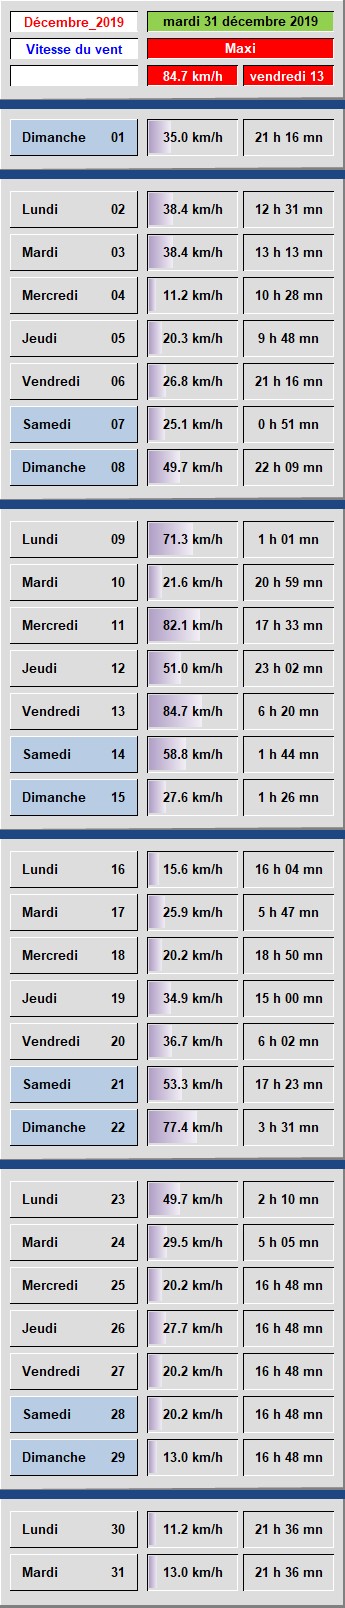 Décembre_2019 mardi 31 décembre 2019
Vitesse du vent Maxi
84.7 km/h vendredi 13
Dimanche 01 35.0 km/h 21 h 16 mn
Lundi 02 38.4 km/h 12 h 31 mn
Mardi 03 38.4 km/h 13 h 13 mn
Mercredi 04 11.2 km/h 10 h 28 mn
Jeudi 05 20.3 km/h 9 h 48 mn
Vendredi 06 26.8 km/h 21 h 16 mn
Samedi 07 25.1 km/h 0 h 51 mn
Dimanche 08 49.7 km/h 22 h 09 mn
Lundi 09 71.3 km/h 1 h 01 mn
Mardi 10 21.6 km/h 20 h 59 mn
Mercredi 11 82.1 km/h 17 h 33 mn
Jeudi 12 51.0 km/h 23 h 02 mn
Vendredi 13 84.7 km/h 6 h 20 mn
Samedi 14 58.8 km/h 1 h 44 mn
Dimanche 15 27.6 km/h 1 h 26 mn
Lundi 16 15.6 km/h 16 h 04 mn
Mardi 17 25.9 km/h 5 h 47 mn
Mercredi 18 20.2 km/h 18 h 50 mn
Jeudi 19 34.9 km/h 15 h 00 mn
Vendredi 20 36.7 km/h 6 h 02 mn
Samedi 21 53.3 km/h 17 h 23 mn
Dimanche 22 77.4 km/h 3 h 31 mn
Lundi 23 49.7 km/h 2 h 10 mn
Mardi 24 29.5 km/h 5 h 05 mn
Mercredi 25 20.2 km/h 16 h 48 mn
Jeudi 26 27.7 km/h 16 h 48 mn
Vendredi 27 20.2 km/h 16 h 48 mn
Samedi 28 20.2 km/h 16 h 48 mn
Dimanche 29 13.0 km/h 16 h 48 mn
Lundi 30 11.2 km/h 21 h 36 mn
Mardi 31 13.0 km/h 21 h 36 mn